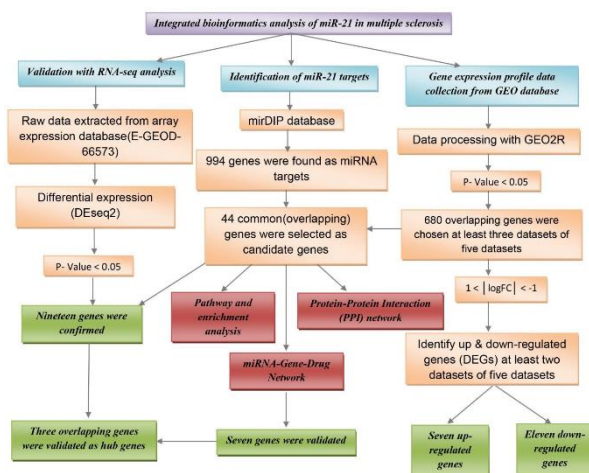 Integrated bioinformatics analysis of miR-21 in multiple sclerosis
Validation with RNA-seq analysis
Raw data extracted from array
expression database(E-GEOD-
66573)
Differential expression
(DEseq2)
P- Value < 0.05
Nineteen genes were
confirmed
Three overlapping genes
were validated as hub genes
Identification of miR-21 targets
mirDIP database
994 genes were found as miRNA
targets
44 common(overlapping)
genes were selected as
candidate genes
Pathway and
enrichment
analysis
Protein-Protein Interaction
(PPI) network
miRNA-Gene-Drug
Network
Seven genes were validated
Gene expression profile data
collection from GEO database
Data processing with GEO2R
P- Value < 0.05
680 overlapping genes were
chosen at least three datasets of
five datasets
1 < |logFC| < -1
Identify up & down-regulated
genes (DEGs) at least two
datasets of five datasets
Seven up-
regulated
genes
Eleven down-
regulated genes